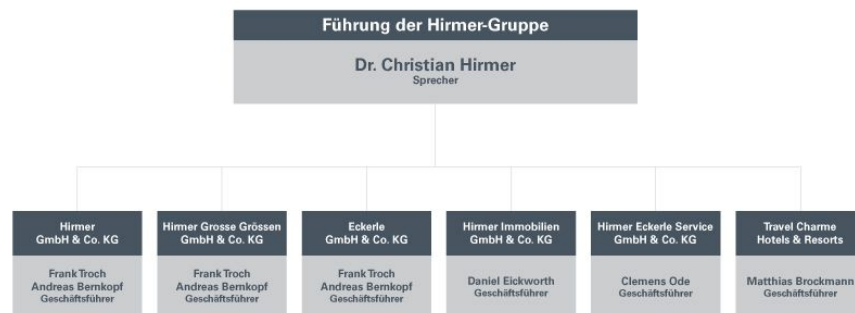 Führung der Hirmer-Gruppe
Dr. Christian Hirmer
Sprecher
Hirmer
GmbH & Co. KG
Frank Troch
Andreas Bernkopf
Geschäftsführer
Hirmer Grosse Grössen
GmbH & Co. KG
Frank Troch
Andreas Bernkopf
Geschäftsführer
Eckerle
GmbH & Co. KG
Frank Troch
Andreas Bernkopf
Geschäftsführer
Hirmer Immobilien
GmbH & Co. KG
Daniel Eickworth
Geschäftsführer
Hirmer Eckerle Service
GmbH & Co. KG
Clemens Ode
Geschäftsführer
Travel Charme
Hotels & Resorts
Matthias Brockmann
Geschäftsführer